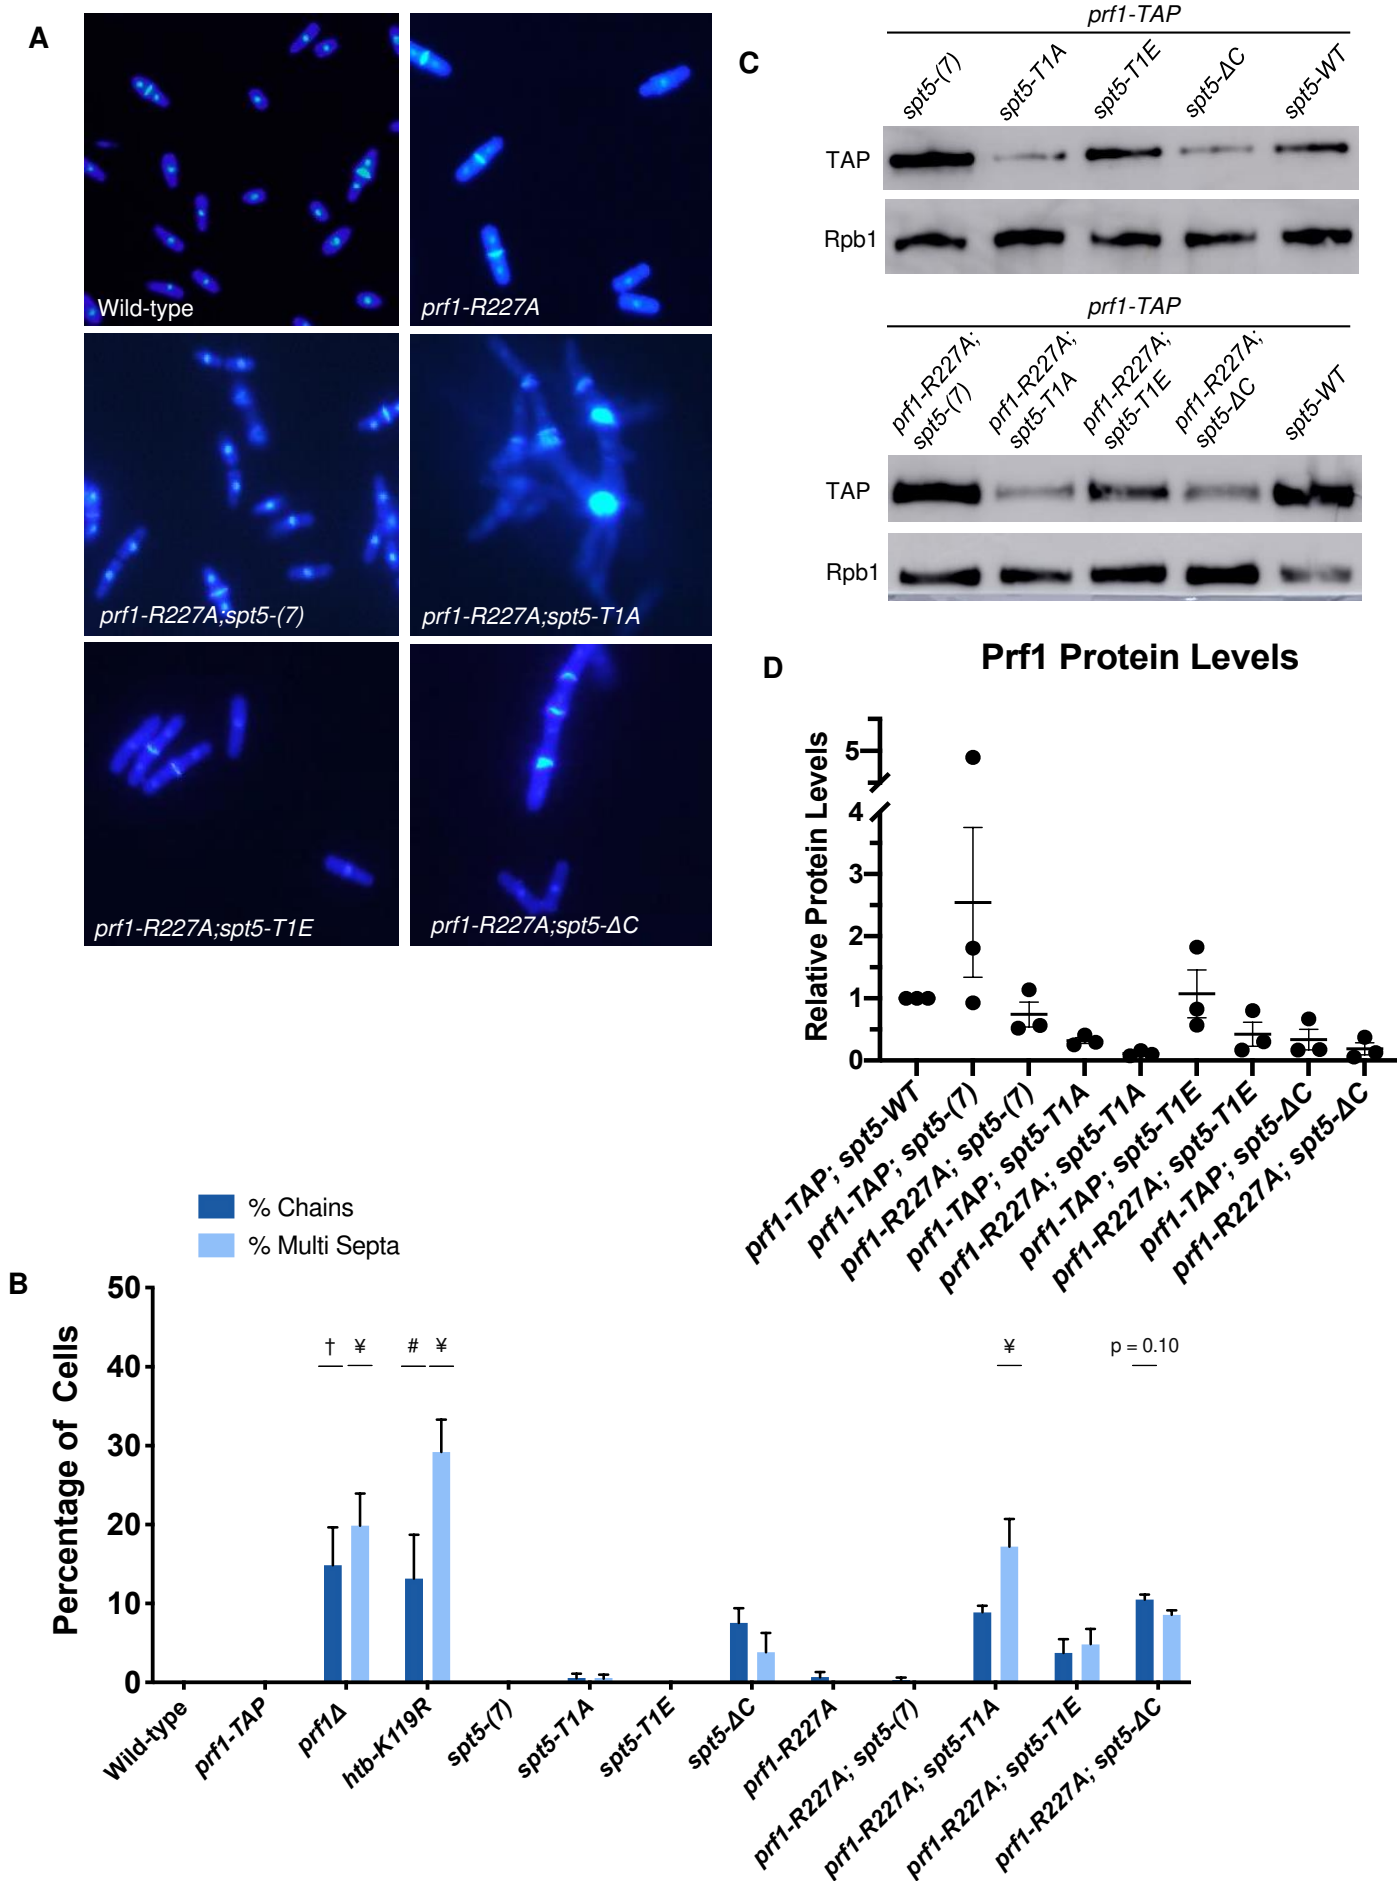 A
Wild-type
prf1-R227A
prf1-R227A;spt5-(7)
prf1-R227A;spt5-T1A
prf1-R227A;spt5-T1E
prf1-R227A;spt5-ΔC
C
prf1-TAP
spt5-(7)
spt5-T1A
spt5-T1E
spt5-ΔC
spt5-WT
TAP
Rpb1
prf1-TAP
prf1-R227A;
spt5-(7)
prf1-R227A;
spt5-T1A
prf1-R227A;
spt5-T1E
prf1-R227A;
spt5-ΔC
spt5-WT
TAP
Rpb1
D
Prf1 Protein Levels
Relative Protein Levels
5
4
3
2
1
0
prf1-TAP; spt5-WT
prf1-TAP; spt5-(7)
prf1-R227A; spt5-(7)
prf1-TAP; spt5-T1A
prf1-R227A; spt5-T1A
prf1-TAP; spt5-T1E
prf1-R227A; spt5-T1E
prf1-TAP; spt5-ΔC
prf1-R227A; spt5-ΔC
B
% Chains
% Multi Septa
Percentage of Cells
50
40
30
20
10
0
† ¥ # ¥ ¥ p = 0.10
Wild-type
prf1-TAP
prf1Δ
htb-K119R
spt5-(7)
spt5-T1A
spt5-T1E
spt5-ΔC
prf1-R227A
prf1-R227A; spt5-(7)
prf1-R227A; spt5-T1A
prf1-R227A; spt5-T1E
prf1-R227A; spt5-ΔC